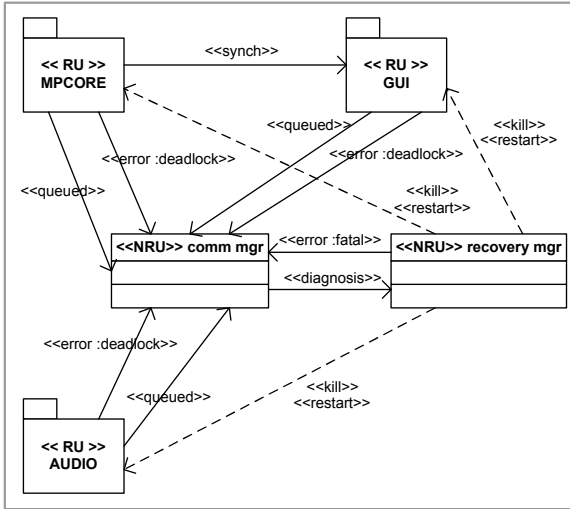 << RU >>
MPCORE
<<synch>>
<< RU >>
GUI
<<queued>>
<<kill>>
<<restart>>
<<error :deadlock>>
<<error :deadlock>>
<<queued>>
<<kill>>
<<restart>>
<<NRU>> comm mgr
<<error :fatal>>
<<NRU>> recovery mgr
<<diagnosis>>
<<error :deadlock>>
<<queued>>
<<kill>>
<<restart>>
<< RU >>
AUDIO